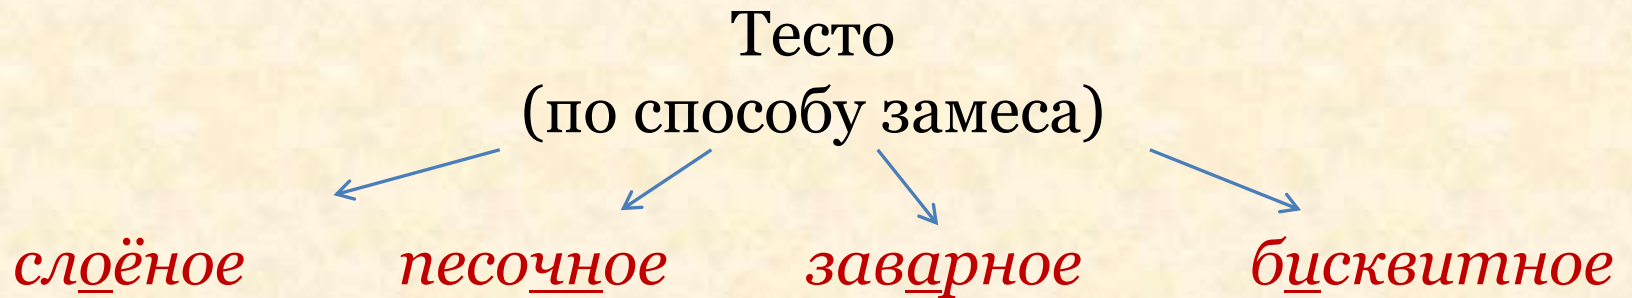 Тесто
(по способу замеса)
слоёное песочное заварное бисквитное